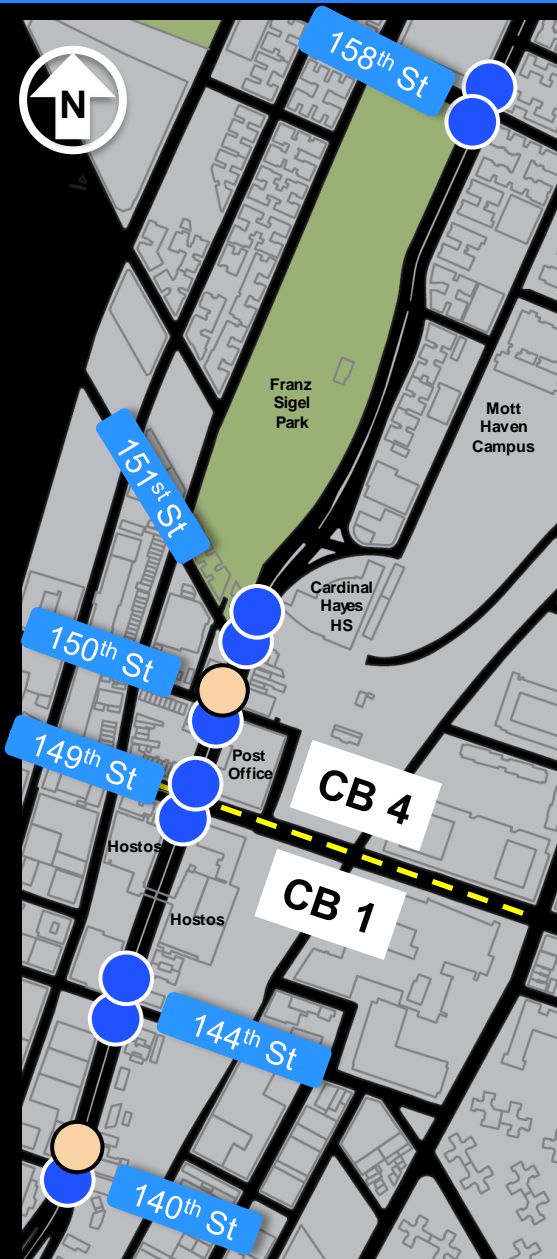 158th St
N
Franz
Sigel
Park
Mott
Haven
Campus
151st St
Cardinal
Hayes
HS
150th St
149th St
Post
Office
CB 4
Hostos
CB 1
Hostos
144th St
140th St